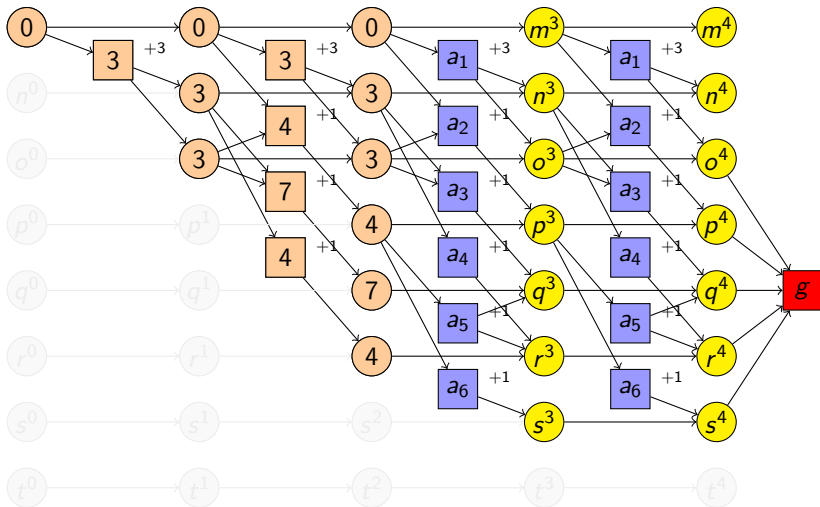 0 0 0 m³ m⁴
+3 +3 +3 +3
3 3 a₁ a₁
n⁰ 3 3 n³ n⁴
+1 +1 +1
4 a₂ a₂
o⁰ 3 3 o³ o⁴
+1 +1 +1
7 a₃ a₃
p⁰ p¹ 4 p³ p⁴
+1 +1 +1
4 a₄ a₄
q⁰ q¹ 7 q³ q⁴ g
+1 +1
a₅ a₅
r⁰ r¹ 4 r³ r⁴
+1 +1
a₆ a₆
s⁰ s¹ s² s³ s⁴
t⁰ t¹ t² t³ t⁴